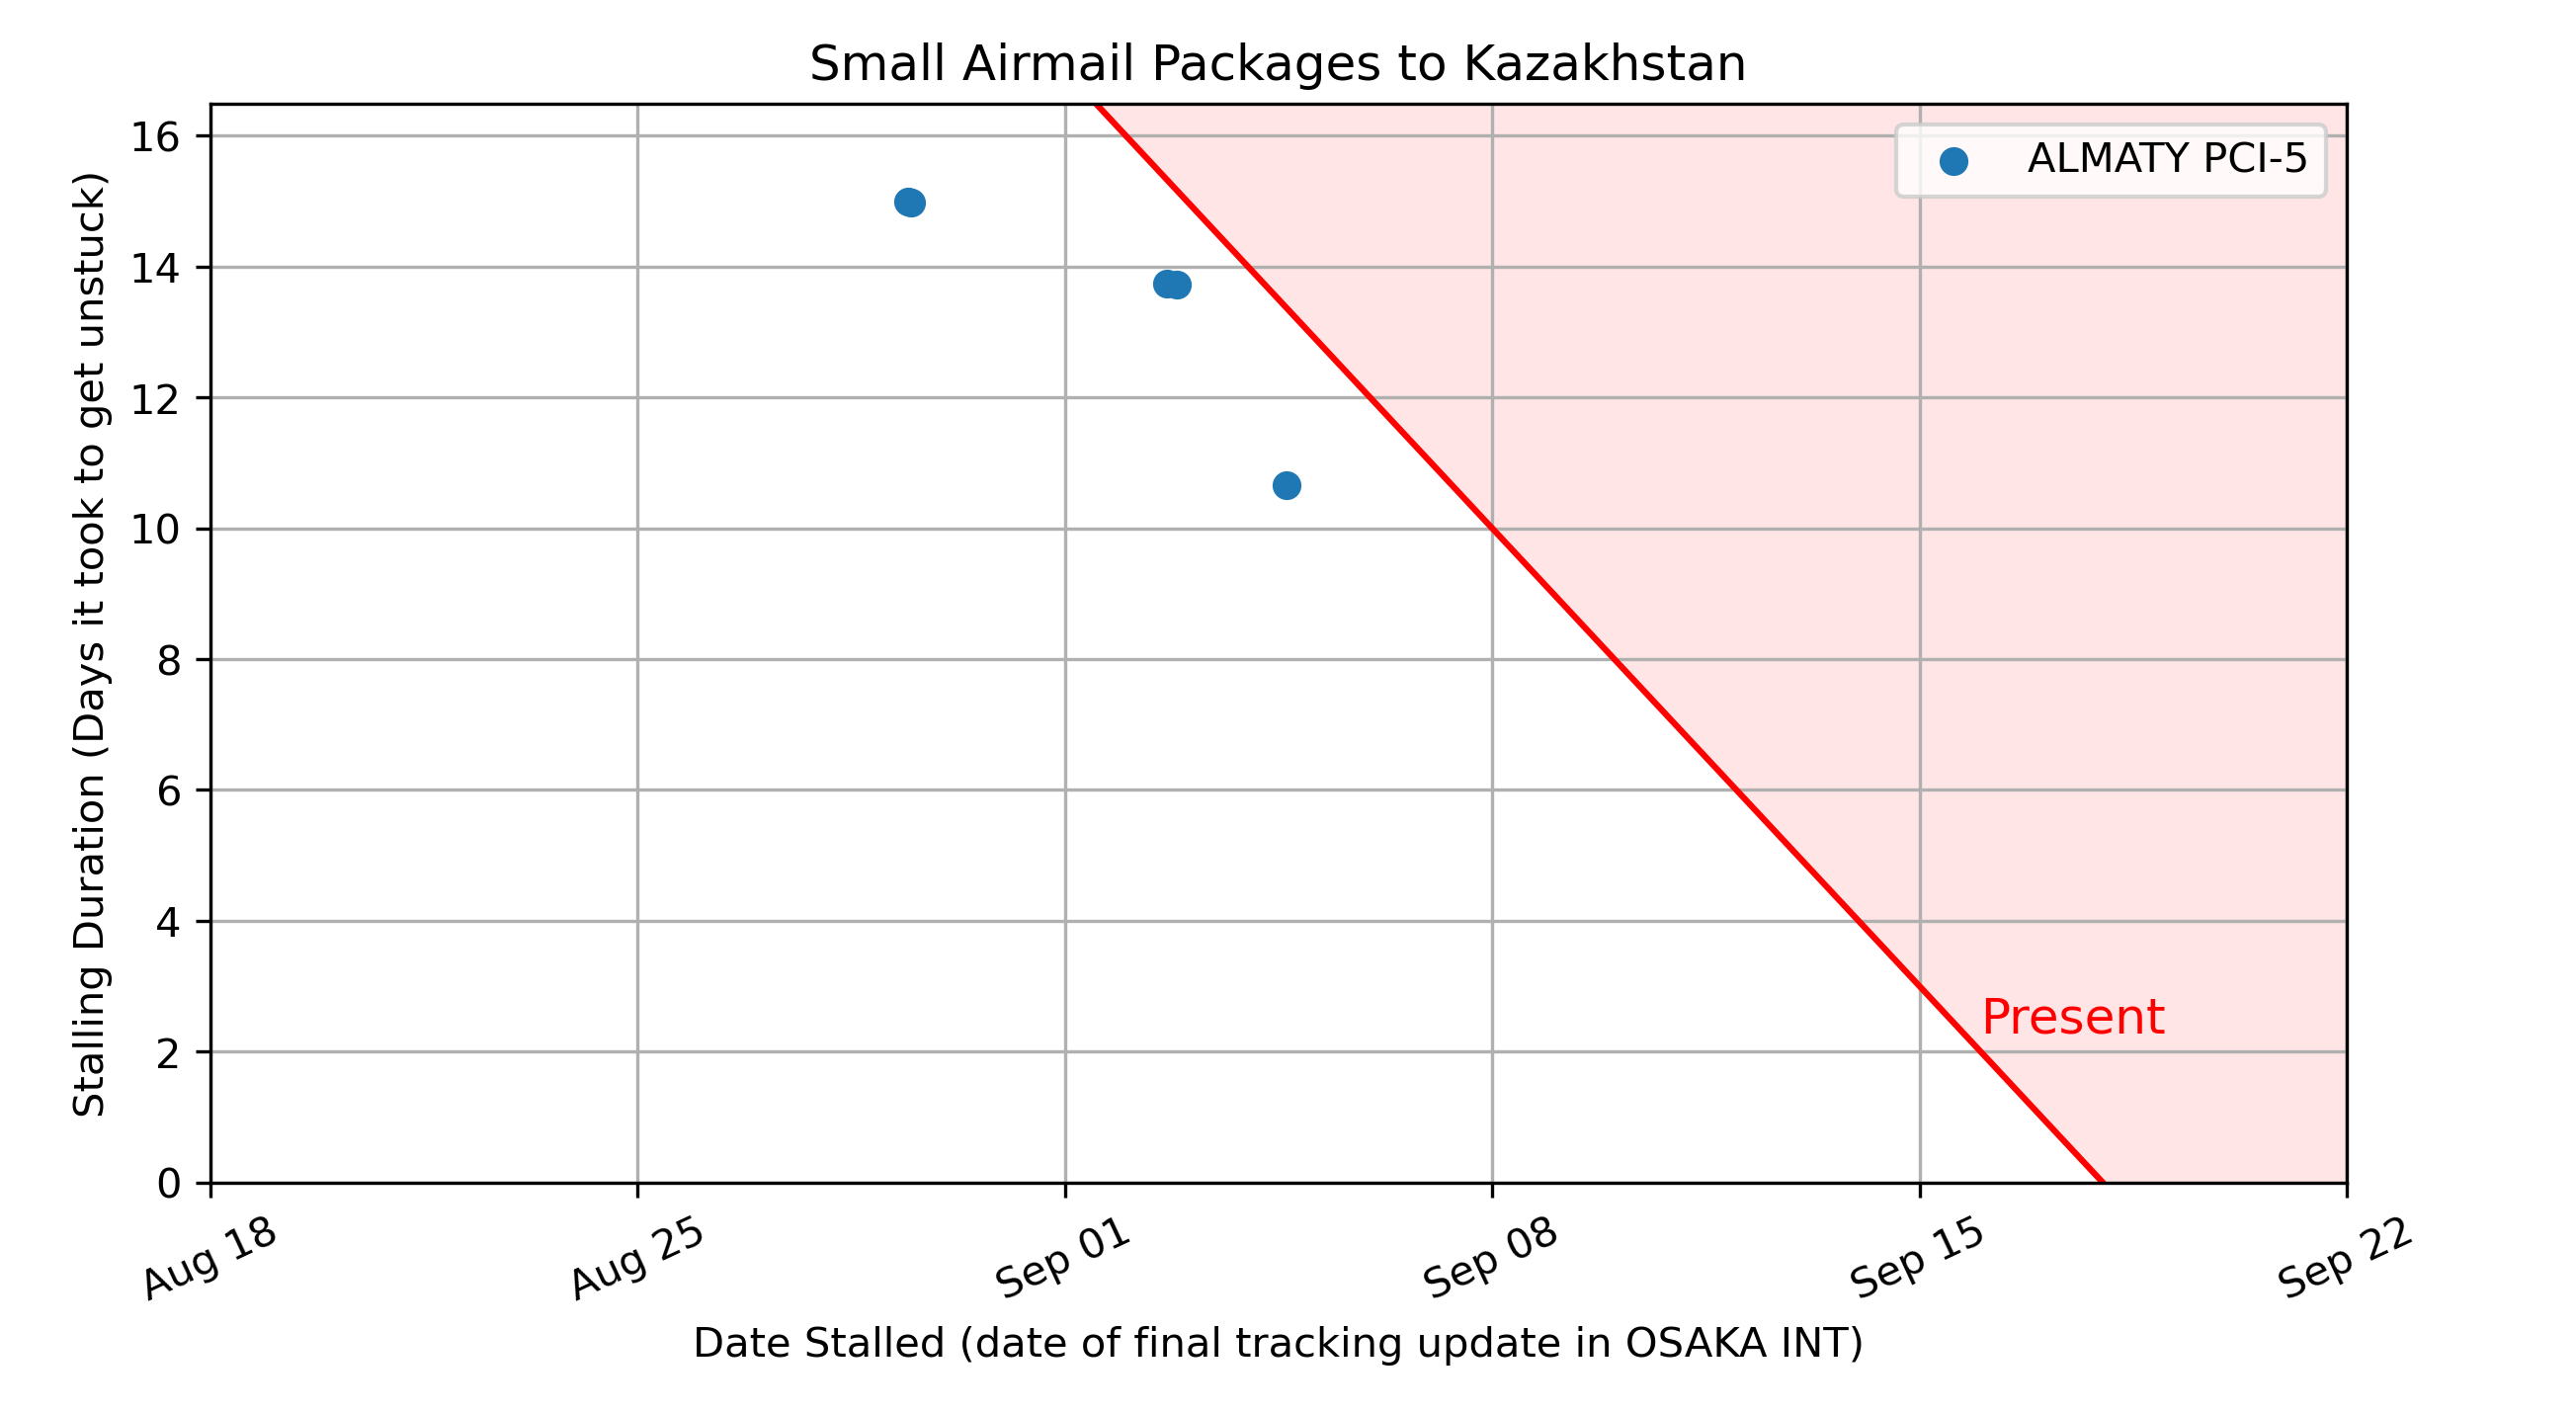 Small Airmail Packages to Kazakhstan
ALMATY PCI-5
Stalling Duration (Days it took to get unstuck)
16
14
12
10
8
6
4
2
0
Present
Aug 18
Aug 25
Sep 01
Sep 08
Sep 15
Sep 22
Date Stalled (date of final tracking update in OSAKA INT)